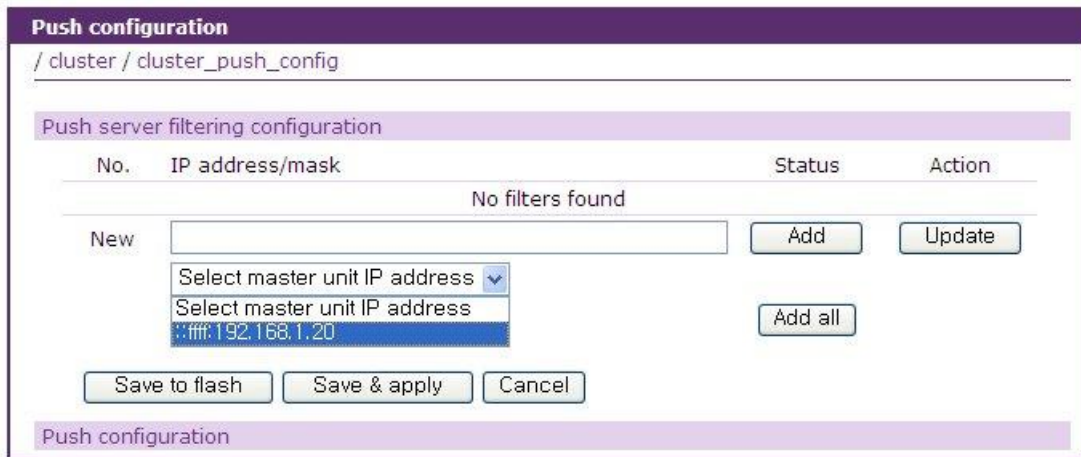 Push configuration
/ cluster / cluster_push_config
Push server filtering configuration
No. IP address/mask Status Action
No filters found
New Add Update
Select master unit IP address
Select master unit IP address
::ffff:192.168.1.20
Add all
Save to flash Save & apply Cancel
Push configuration